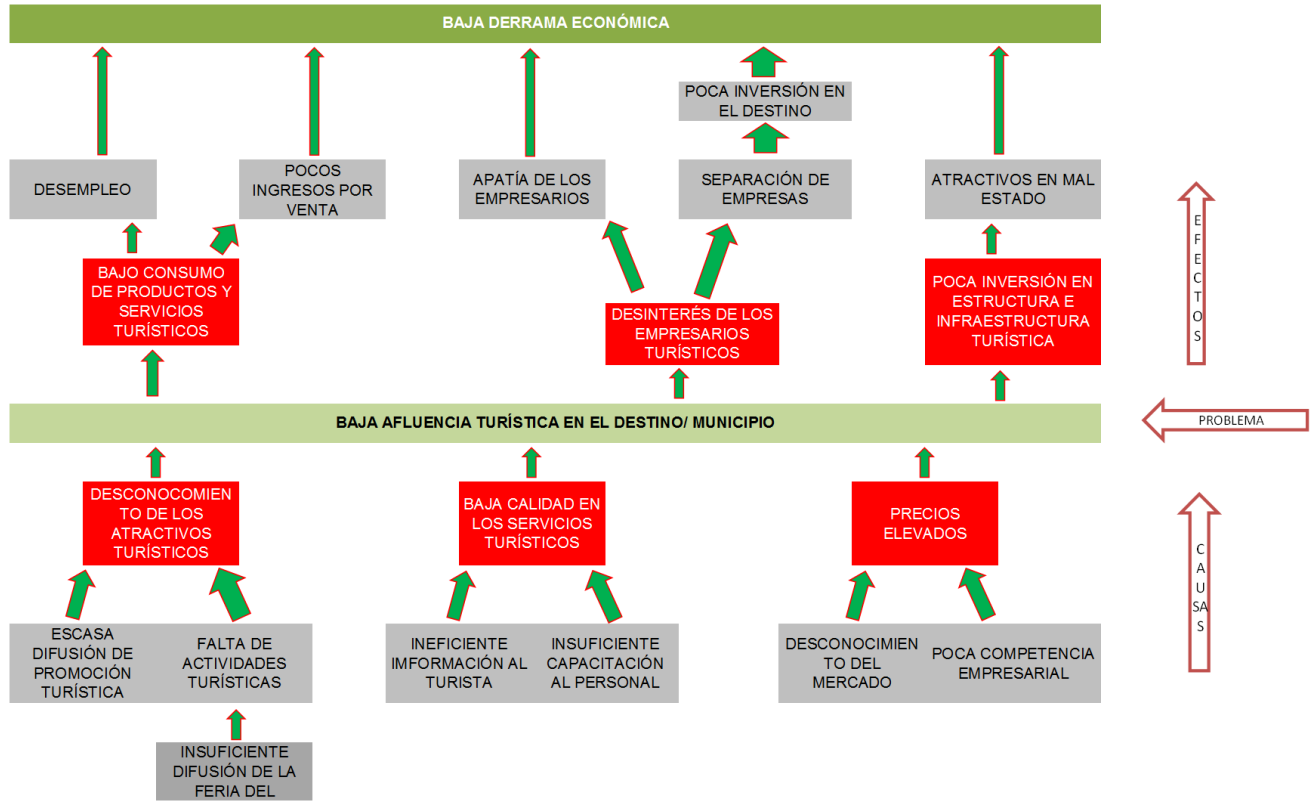 BAJA DERRAMA ECONÓMICA
POCA INVERSIÓN EN
EL DESTINO
DESEMPLEO
POCOS
INGRESOS POR
VENTA
APATÍA DE LOS
EMPRESARIOS
SEPARACIÓN DE
EMPRESAS
ATRACTIVOS EN MAL
ESTADO
BAJO CONSUMO
DE PRODUCTOS Y
SERVICIOS
TURÍSTICOS
DESINTERÉS DE LOS
EMPRESARIOS
TURÍSTICOS
POCA INVERSIÓN EN
ESTRUCTURA E
INFRAESTRUCTURA
TURÍSTICA
E
F
E
C
T
O
S
BAJA AFLUENCIA TURÍSTICA EN EL DESTINO/ MUNICIPIO
PROBLEMA
DESCONOCOMIEN
TO DE LOS
ATRACTIVOS
TURÍSTICOS
BAJA CALIDAD EN
LOS SERVICIOS
TURÍSTICOS
PRECIOS
ELEVADOS
C
A
U
SA
S
ESCASA
DIFUSIÓN DE
PROMOCIÓN
TURÍSTICA
FALTA DE
ACTIVIDADES
TURÍSTICAS
INEFICIENTE
IMFORMACIÓN AL
TURISTA
INSUFICIENTE
CAPACITACIÓN
AL PERSONAL
DESCONOCIMIEN
TO DEL
MERCADO
POCA COMPETENCIA
EMPRESARIAL
INSUFICIENTE
DIFUSIÓN DE LA
FERIA DEL